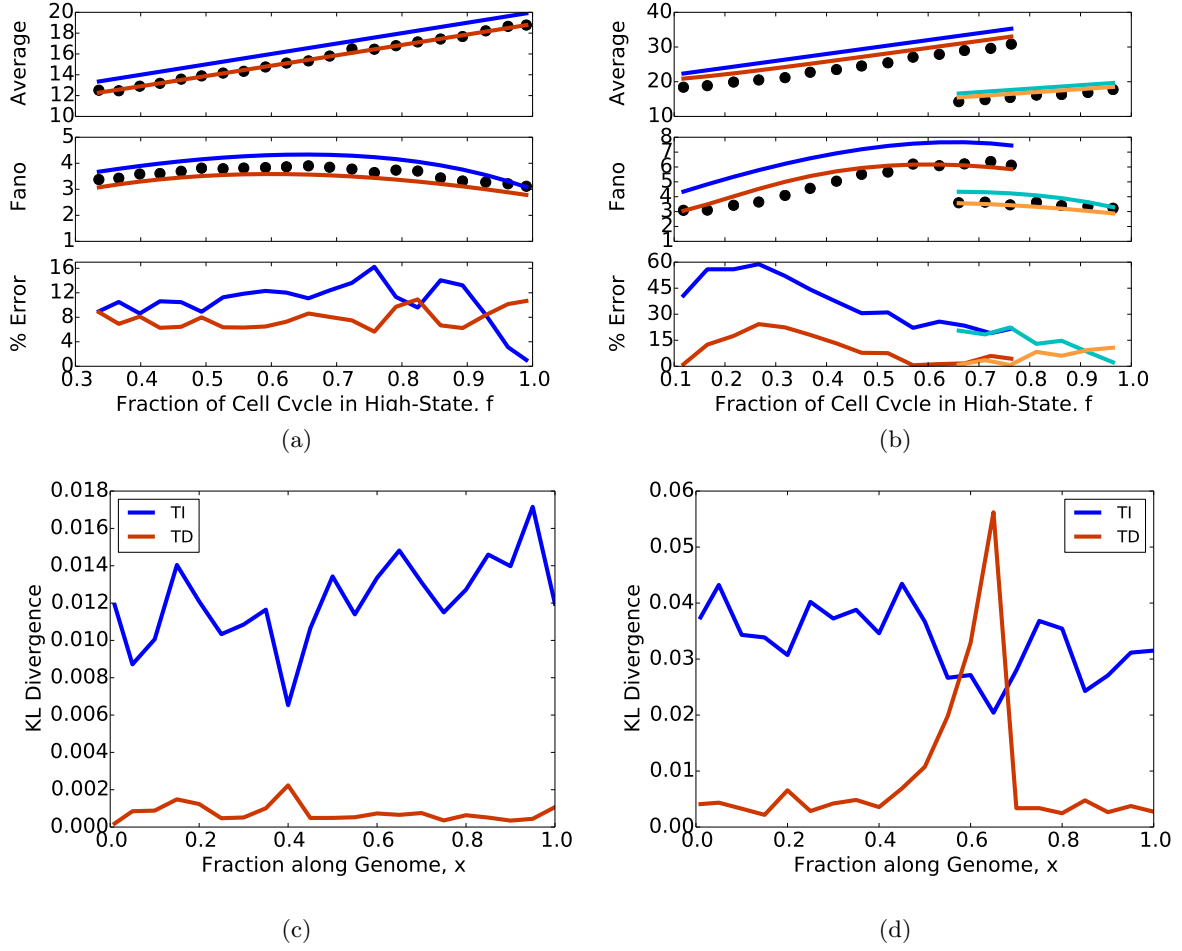 Average
20
18
16
14
12
10
Fano
5
4
3
2
1
% Error
16
12
8
4
0
0.3 0.4 0.5 0.6 0.7 0.8 0.9 1.0
Fraction of Cell Cycle in High-State, f
(a)
Average
40
30
20
10
Fano
8
7
6
5
4
3
2
1
% Error
60
45
30
15
0
0.1 0.2 0.3 0.4 0.5 0.6 0.7 0.8 0.9 1.0
Fraction of Cell Cycle in High-State, f
(b)
KL Divergence
0.018
0.016
0.014
0.012
0.010
0.008
0.006
0.004
0.002
0.000
TI
TD
0.0 0.2 0.4 0.6 0.8 1.0
Fraction along Genome, x
(c)
KL Divergence
0.06
0.05
0.04
0.03
0.02
0.01
0.00
TI
TD
0.0 0.2 0.4 0.6 0.8 1.0
Fraction along Genome, x
(d)